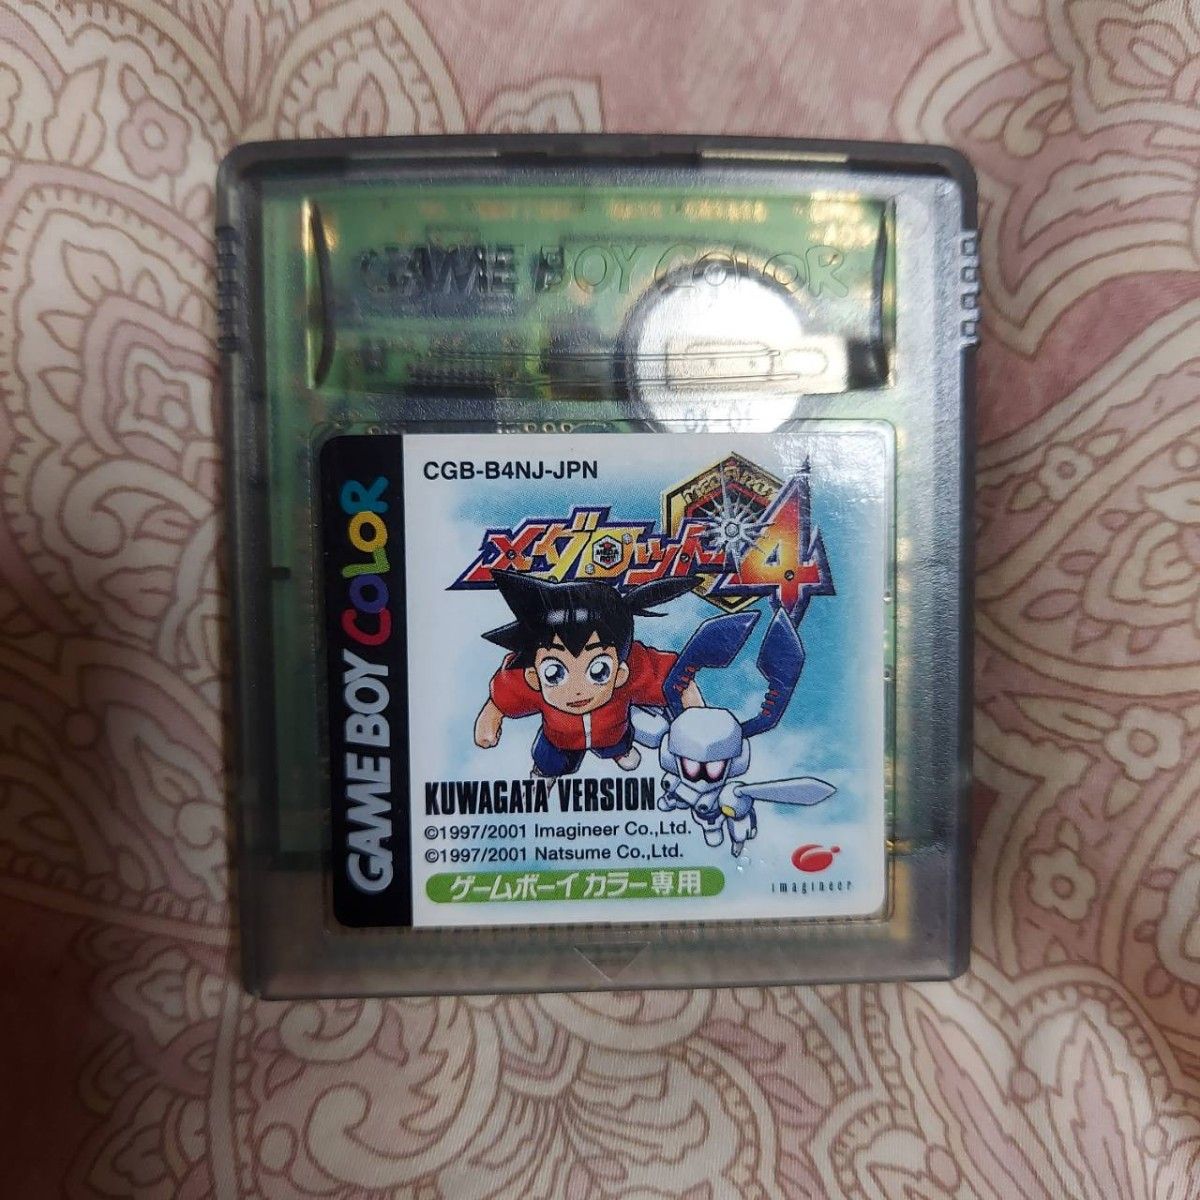 GAME BOY COLOR
CGB-B4NJ-JPN
メダロット4
GAME BOY COLOR
KUWAGATA VERSION
©1997/2001 Imagineer Co.,Ltd.
©1997/2001 Natsume Co.,Ltd.
ゲームボーイカラー専用
imagineer